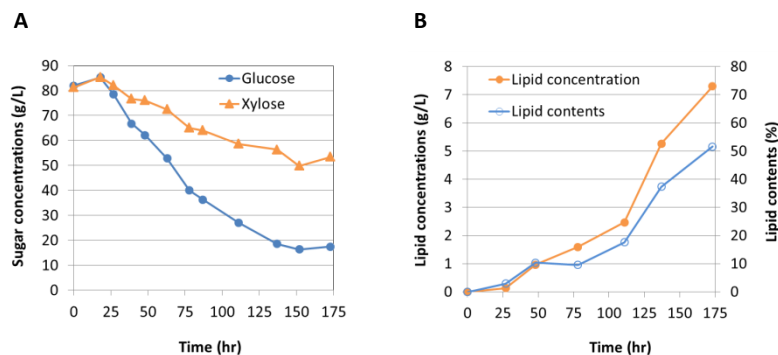 A
Sugar concentrations (g/L)
90
80
70
60
50
40
30
20
10
0
Glucose
Xylose
0 25 50 75 100 125 150 175
Time (hr)
B
Lipid concentrations (g/L)
8
7
6
5
4
3
2
1
0
Lipid concentration
Lipid contents
80
70
60
50
40
30
20
10
0
Lipid contents (%)
0 25 50 75 100 125 150 175
Time (hr)